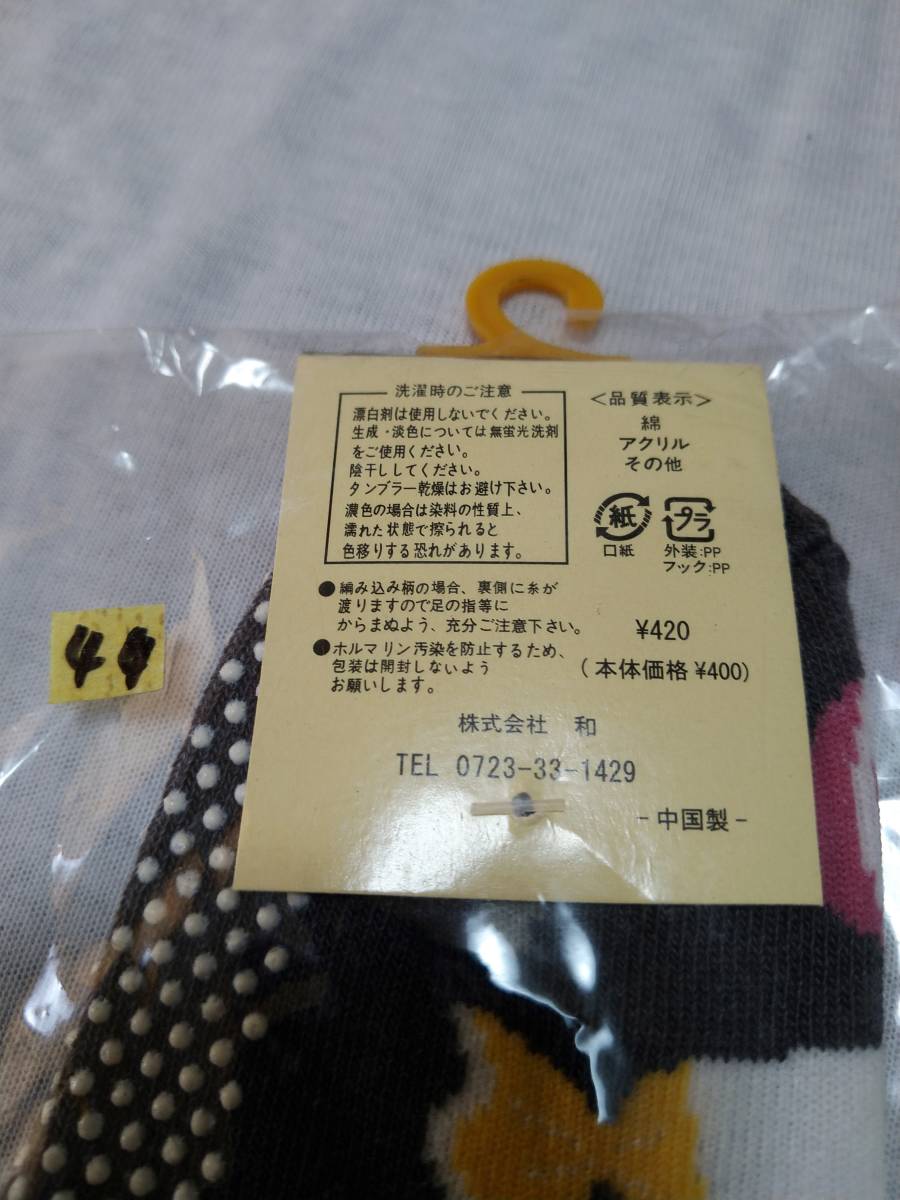 洗濯時のご注意
漂白剤は使用しないでください。
生成・淡色については無蛍光洗剤
をご使用ください。
陰干ししてください。
タンブラー乾燥はお避け下さい。
濃色の場合は染料の性質上、
濡れた状態で擦られると
色移りする恐れがあります。
<品質表示>
綿
アクリル
その他
紙
口紙
プラ
外装:PP
フック:PP
●編み込み柄の場合、裏側に糸が
渡りますので足の指等に
からまぬよう、充分ご注意下さい。
●ホルマリン汚染を防止するため、
包装は開封しないよう
お願いします。
¥420
(本体価格¥400)
株式会社 和
TEL 0723-33-1429
-中国製-